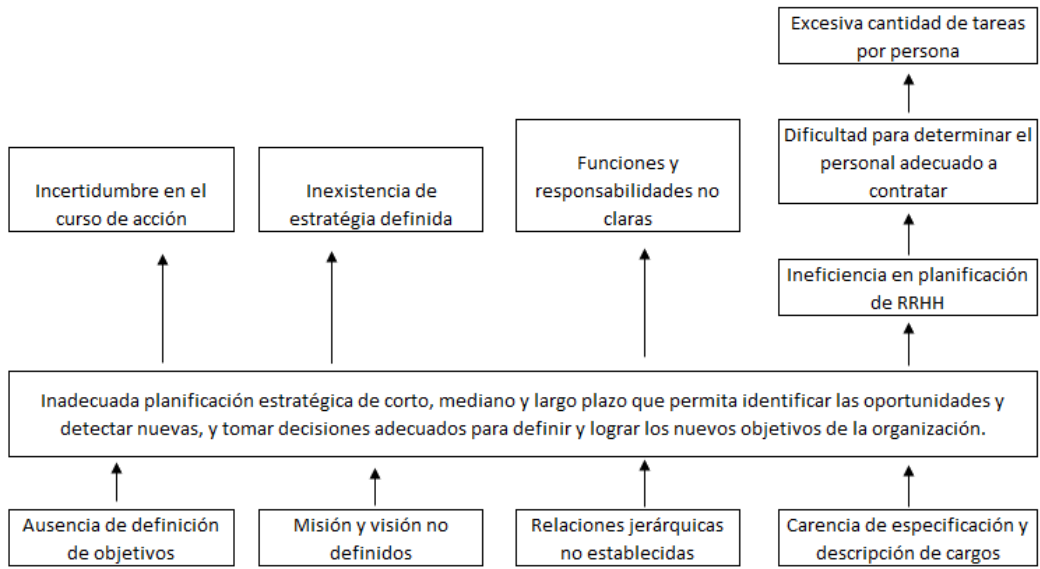 Excesiva cantidad de tareas
por persona
Dificultad para determinar el
personal adecuado a
contratar
Incertidumbre en el
curso de acción
Inexistencia de
estratégia definida
Funciones y
responsabilidades no
claras
Ineficiencia en planificación
de RRHH
Inadecuada planificación estratégica de corto, mediano y largo plazo que permita identificar las oportunidades y
detectar nuevas, y tomar decisiones adecuados para definir y lograr los nuevos objetivos de la organización.
Ausencia de definición
de objetivos
Misión y visión no
definidos
Relaciones jerárquicas
no establecidas
Carencia de especificación y
descripción de cargos